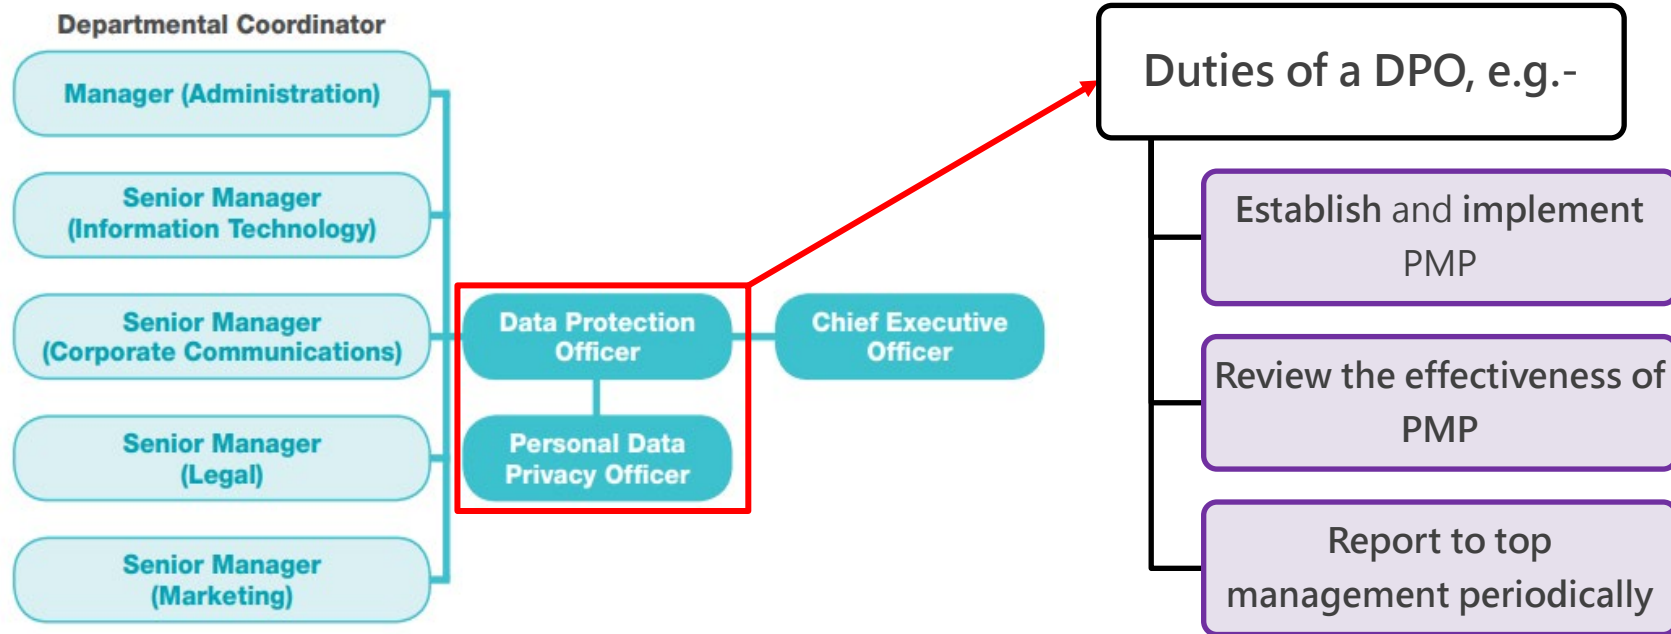 Departmental Coordinator
Manager (Administration)
Senior Manager
(Information Technology)
Senior Manager
(Corporate Communications)
Senior Manager
(Legal)
Senior Manager
(Marketing)
Data Protection
Officer
Personal Data
Privacy Officer
Chief Executive
Officer
Duties of a DPO, e.g.-
Establish and implement
PMP
Review the effectiveness of
PMP
Report to top
management periodically